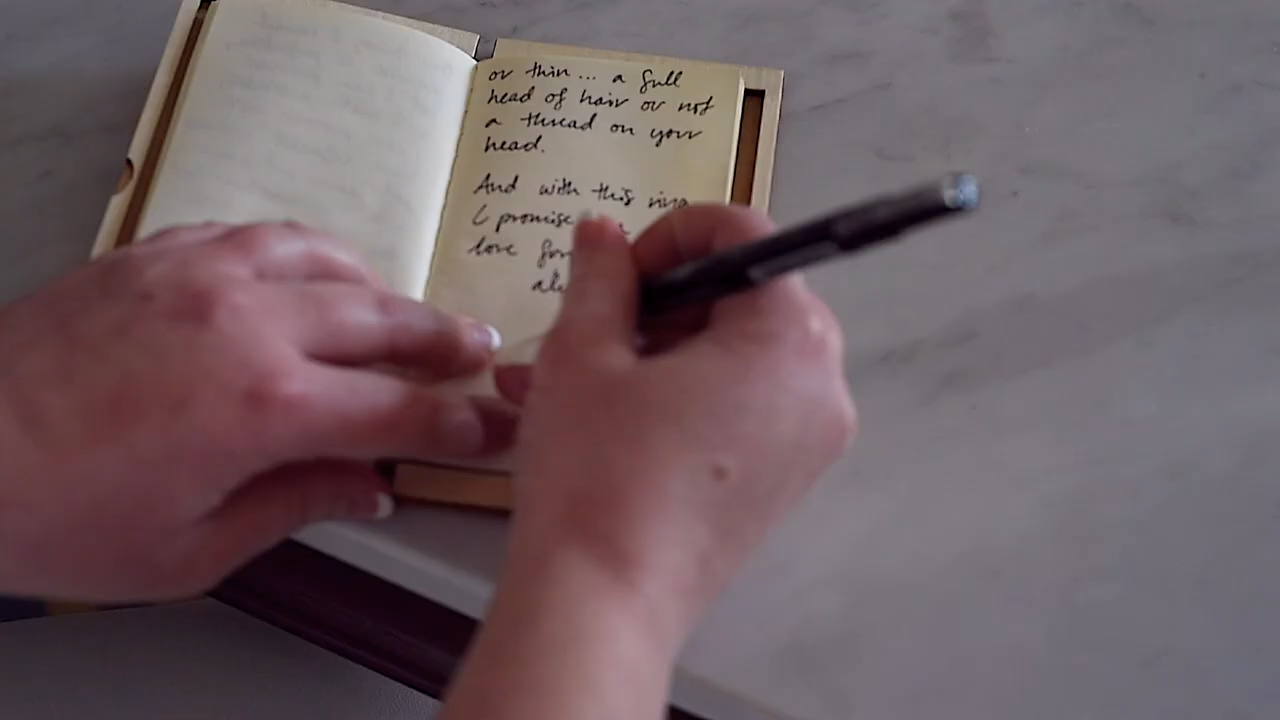 or thin... a full
head of hair or not
a thread on your
head.
And with this ring
I promise
love